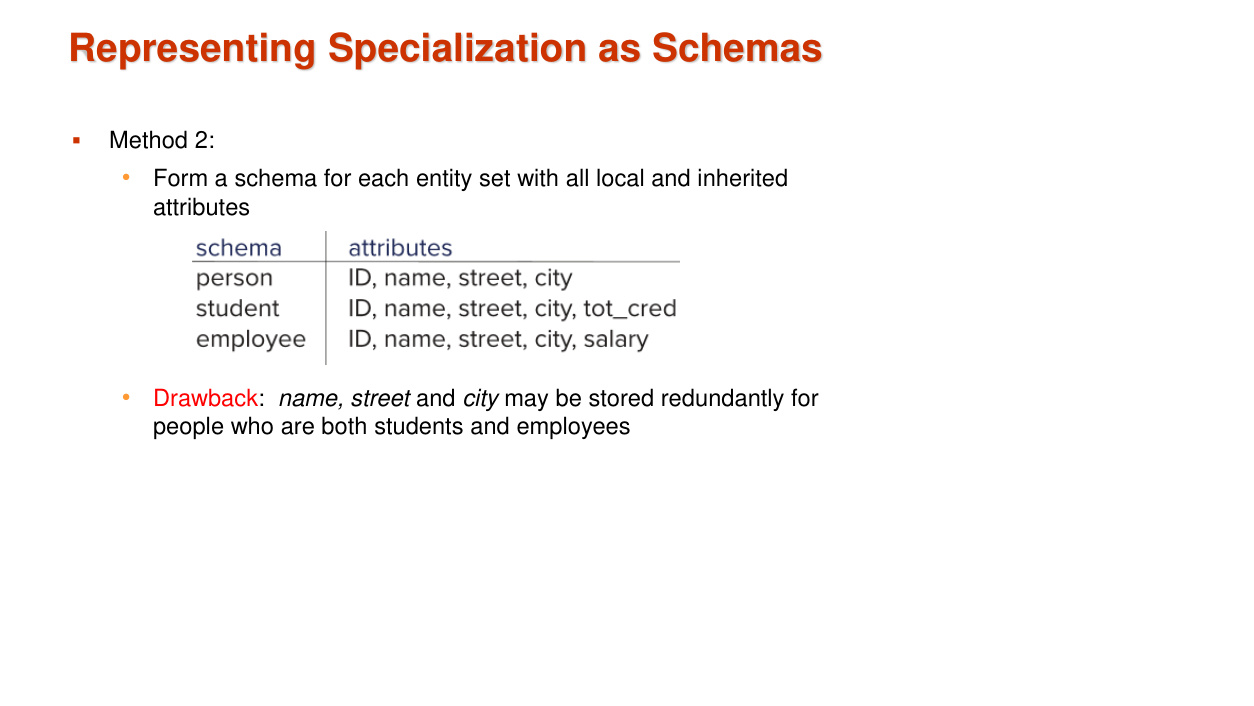 Representing Specialization as Schemas
▪ Method 2:
• Form a schema for each entity set with all local and inherited
attributes
schema attributes
person ID, name, street, city
student ID, name, street, city, tot_cred
employee ID, name, street, city, salary
• Drawback: name, street and city may be stored redundantly for
people who are both students and employees